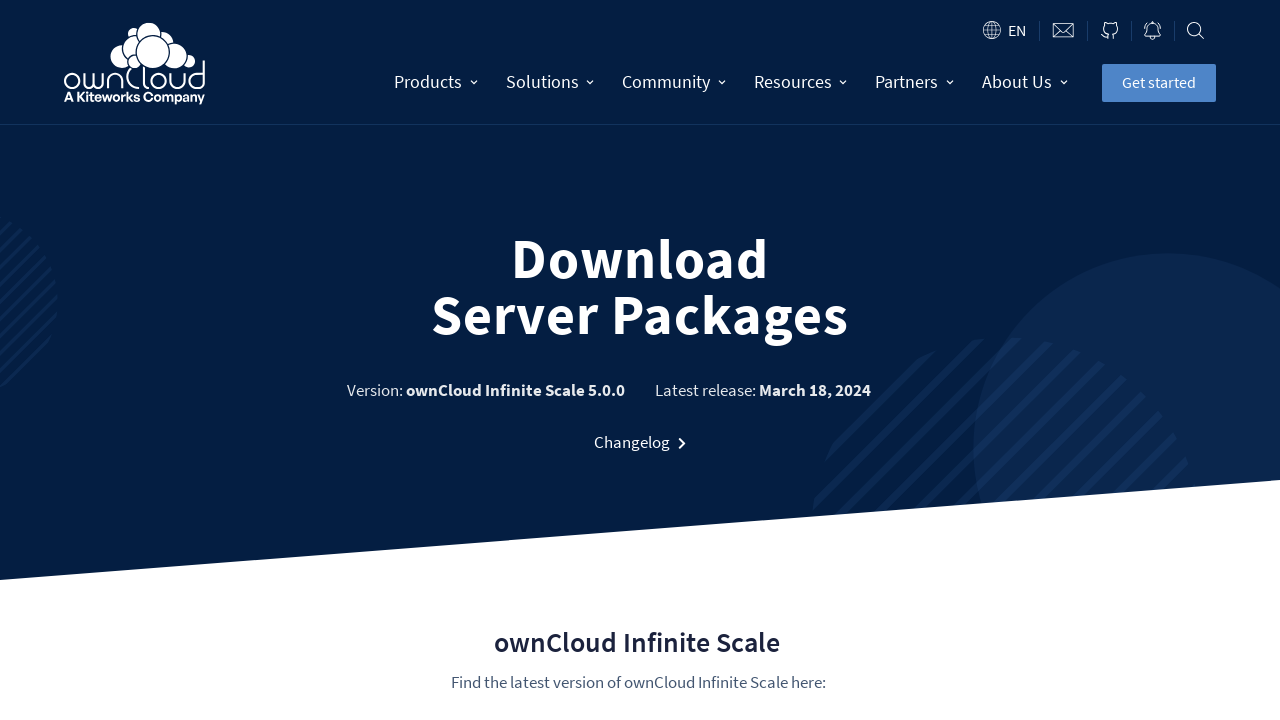 EN
ownCloud
A Kiteworks Company
Products
Solutions
Community
Resources
Partners
About Us
Get started
Download
Server Packages
Version: ownCloud Infinite Scale 5.0.0
Latest release: March 18, 2024
Changelog
ownCloud Infinite Scale
Find the latest version of ownCloud Infinite Scale here: